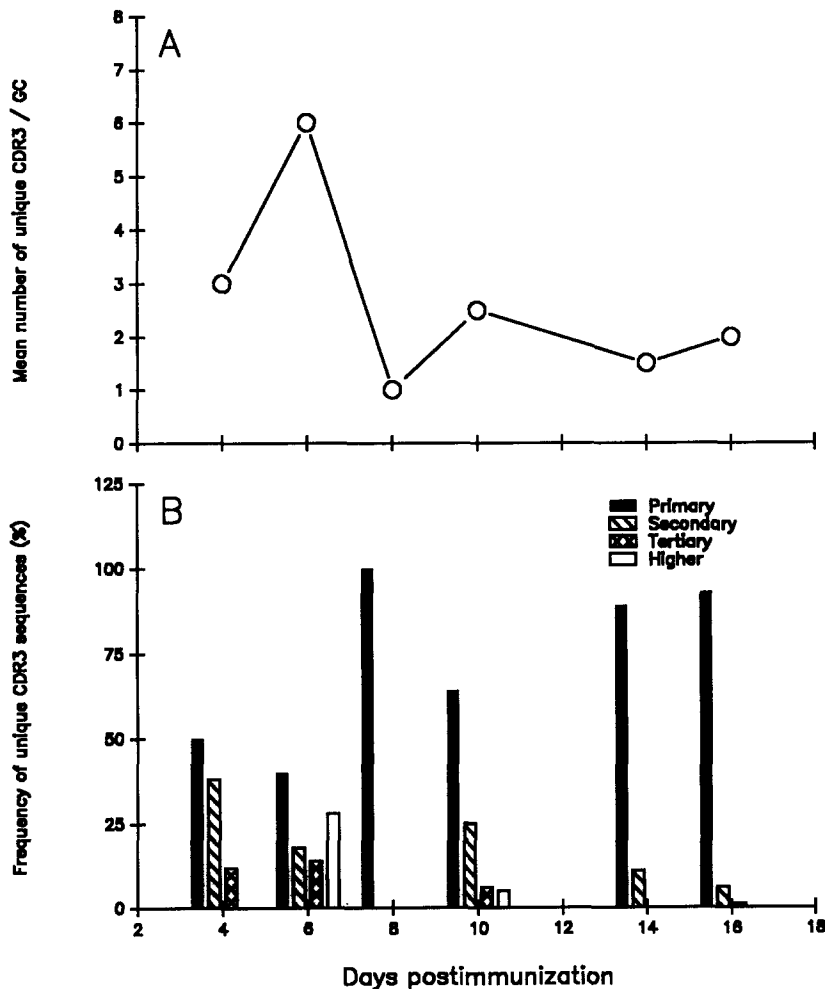 A
Mean number of unique CDR3 / GC
8
7
6
5
4
3
2
1
0
B
Frequency of unique CDR3 sequences (%)
125
100
75
50
25
0
Primary
Secondary
Tertiary
Higher
2 4 6 8 10 12 14 16 18
Days postimmunization